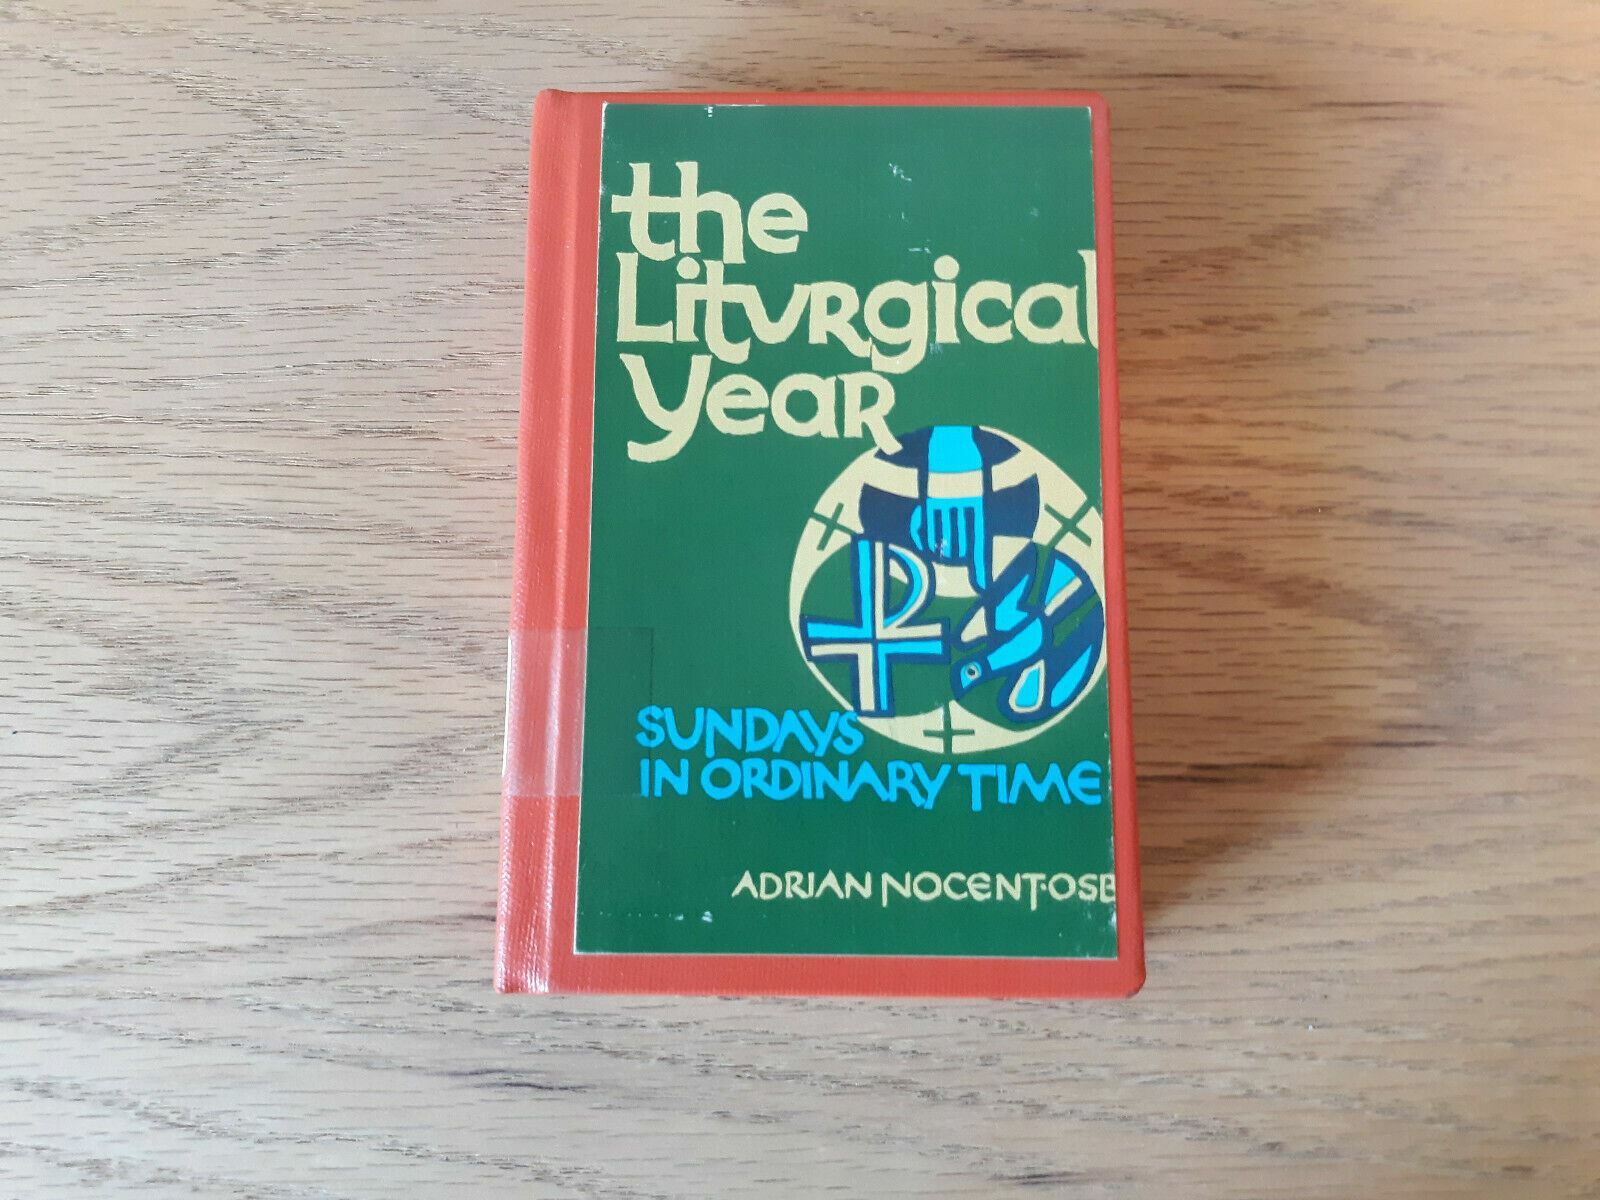 the
Liturgical
Year
SUNDAYS
IN ORDINARY TIME
ADRIAN NOCENT·OSB